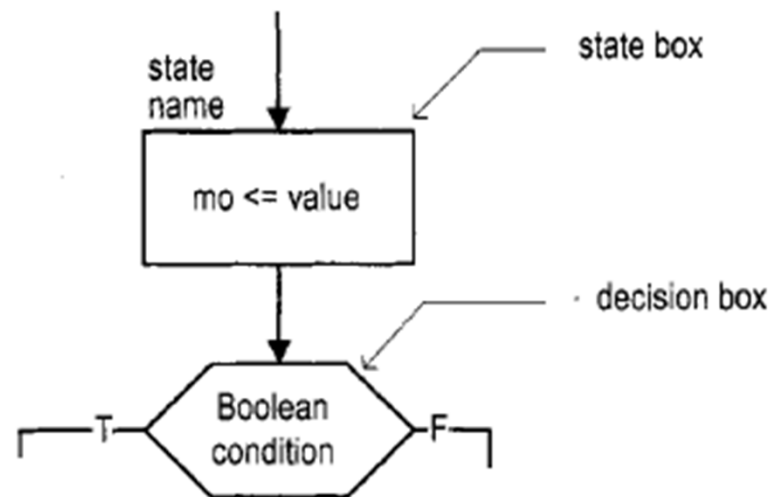 state box
state
name
mo <= value
decision box
Boolean
condition
T
F